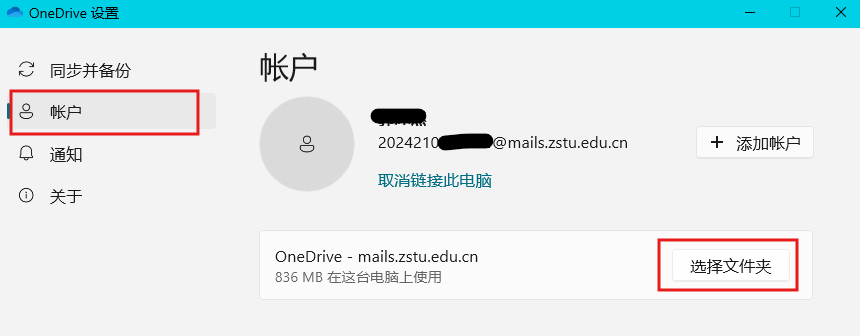 OneDrive 设置
同步并备份
帐户
通知
关于
帐户
2024210
@mails.zstu.edu.cn
取消链接此电脑
添加帐户
OneDrive - mails.zstu.edu.cn
836 MB 在这台电脑上使用
选择文件夹